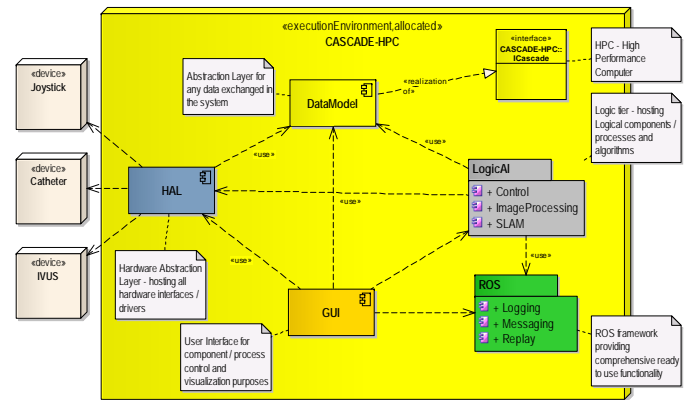 «executionEnvironment,allocated»
CASCADE-HPC
«interface»
CASCADE-HPC::
ICascade
HPC - High
Performance
Computer
Abstraction Layer for
any data exchanged in
the system
DataModel
«realization
of»
Logic tier - hosting
Logical components /
processes and
algorithms
«device»
Joystick
«device»
Catheter
«device»
IVUS
HAL
«use»
«use»
«use»
«use»
«use»
LogicAI
+ Control
+ ImageProcessing
+ SLAM
Hardware Abstraction
Layer - hosting all
hardware interfaces /
drivers
GUI
User Interface for
component / process
control and
visualization purposes
ROS
+ Logging
+ Messaging
+ Replay
ROS framework
providing
comprehensive ready
to use functionality